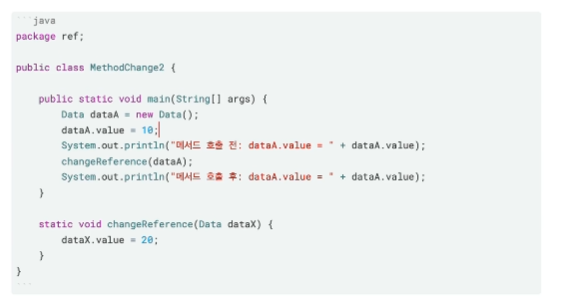 ```java
package ref;
public class MethodChange2 {
public static void main(String[] args) {
Data dataA = new Data();
dataA.value = 10;
System.out.println("메서드 호출 전: dataA.value = " + dataA.value);
changeReference(dataA);
System.out.println("메서드 호출 후: dataA.value = " + dataA.value);
}
static void changeReference(Data dataX) {
dataX.value = 20;
}
}
```